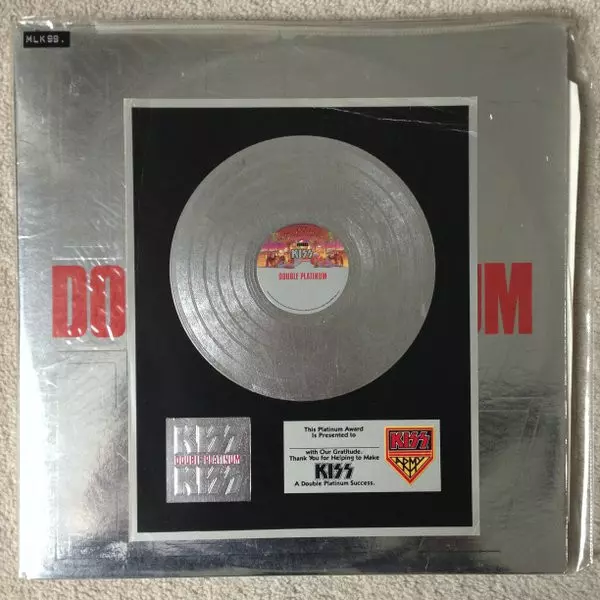 MLK99.
DO UM
KISS
DOUBLE PLATINUM
KISS
DOUBLE PLATINUM
KISS
This Platinum Award
Is Presented to
with Our Gratitude.
Thank You for Helping to Make
KISS
A Double Platinum Success.
KISS
ARMY